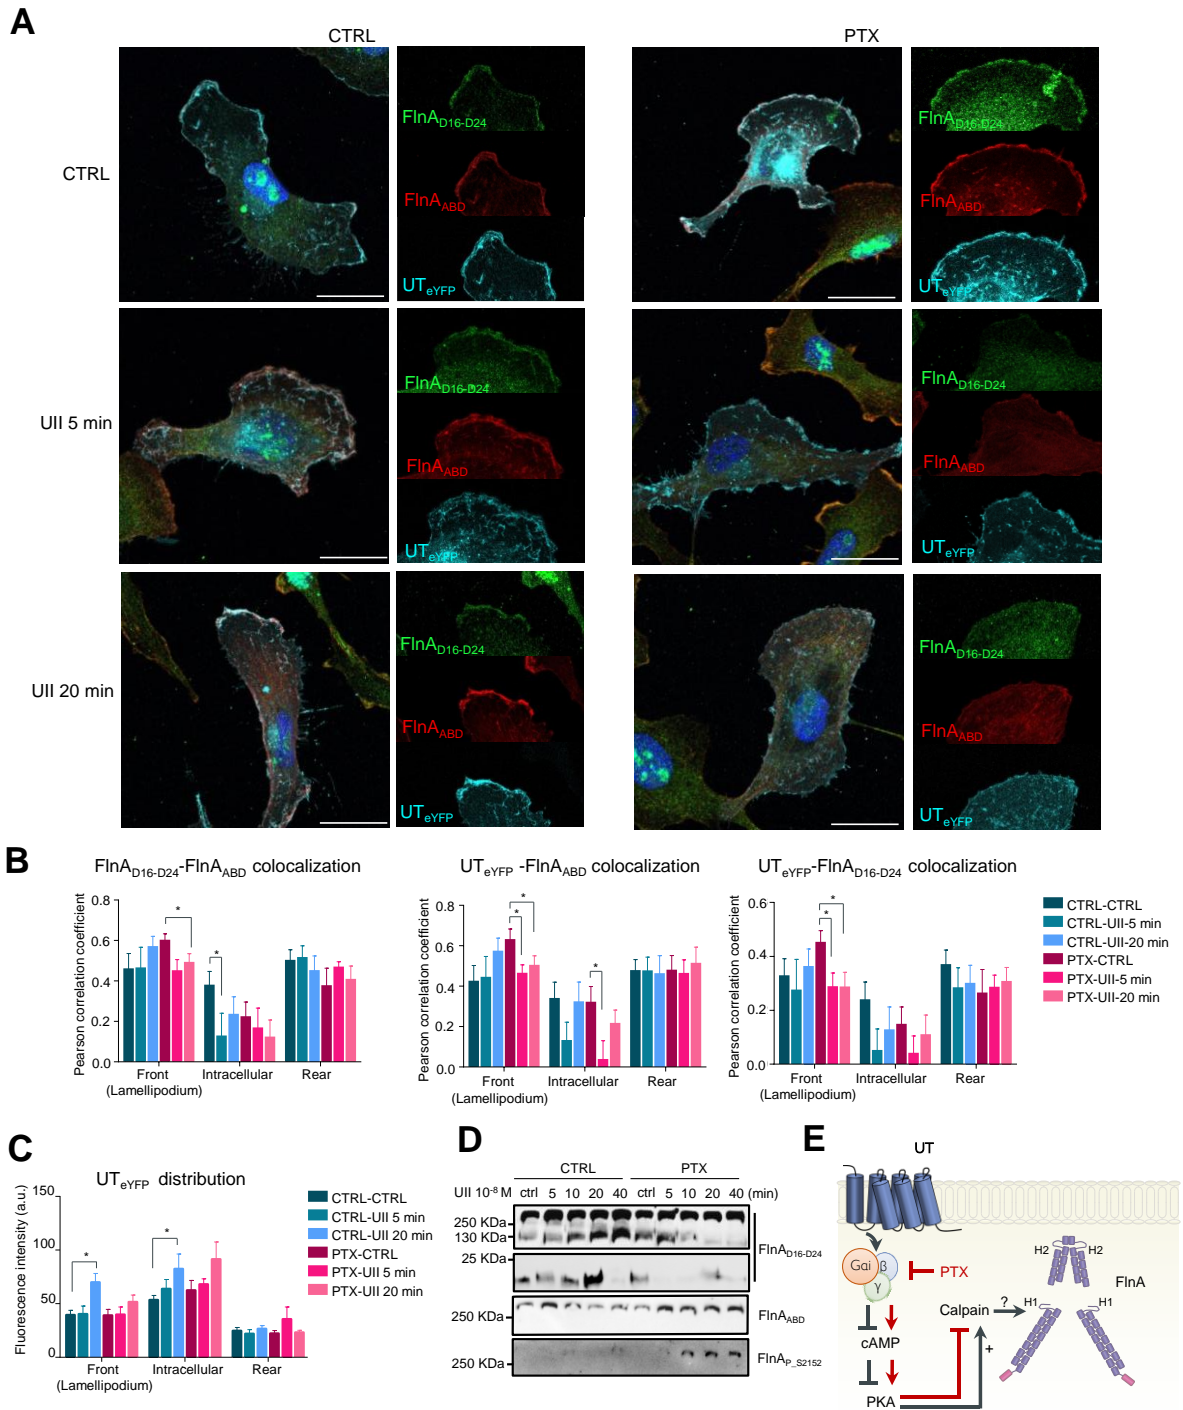 A
CTRL
PTX
CTRL
FlnAD16-D24
FlnAABD
UTeYFP
FlnAD16-D24
FlnAABD
UTeYFP
UII 5 min
FlnAD16-D24
FlnAABD
UTeYFP
FlnAD16-D24
FlnAABD
UTeYFP
UII 20 min
FlnAD16-D24
FlnAABD
UTeYFP
FlnAD16-D24
FlnAABD
UTeYFP
B
FlnAD16-D24-FlnAABD colocalization
Pearson correlation coefficient
0.8
0.6
0.4
0.2
0.0
*
*
Front
(Lamellipodium)
Intracellular
Rear
UTeYFP -FlnAABD colocalization
Pearson correlation coefficient
0.8
0.6
0.4
0.2
0.0
*
*
*
Front
(Lamellipodium)
Intracellular
Rear
UTeYFP-FlnAD16-D24 colocalization
Pearson correlation coefficient
0.6
0.4
0.2
0.0
*
*
Front
(Lamellipodium)
Intracellular
Rear
CTRL-CTRL
CTRL-UII-5 min
CTRL-UII-20 min
PTX-CTRL
PTX-UII-5 min
PTX-UII-20 min
C
UTeYFP distribution
Fluorescence intensity (a.u.)
150
100
50
0
*
*
Front
(Lamellipodium)
Intracellular
Rear
CTRL-CTRL
CTRL-UII 5 min
CTRL-UII 20 min
PTX-CTRL
PTX-UII 5 min
PTX-UII 20 min
D
CTRL
PTX
UII 10-8 M ctrl 5 10 20 40 ctrl 5 10 20 40 (min)
250 KDa
130 KDa
25 KDa
FlnAD16-D24
250 KDa
FlnAABD
250 KDa
FlnAP_S2152
E
UT
Gαi
β
γ
PTX
cAMP
PKA
Calpain
?
+
H2
H2
H1
H1
FlnA